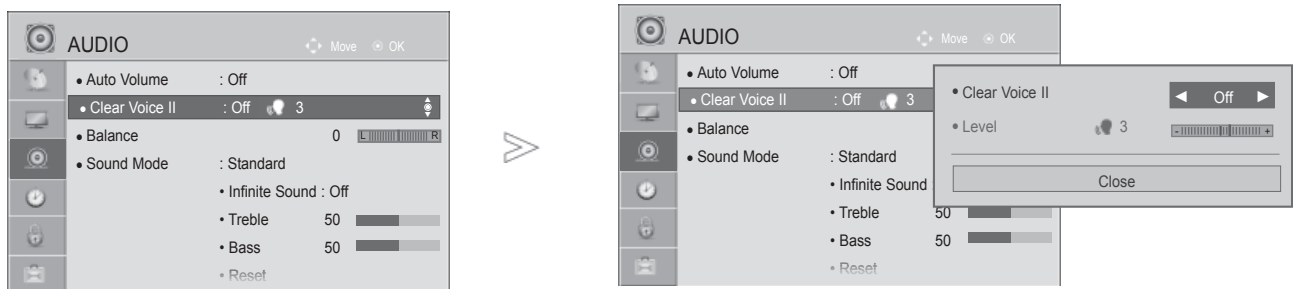 AUDIO
Move OK
• Auto Volume : Off
• Clear Voice II : Off 3
• Balance 0 L R
• Sound Mode : Standard
• Infinite Sound : Off
• Treble 50
• Bass 50
• Reset
AUDIO
Move OK
• Auto Volume : Off
• Clear Voice II : Off 3
• Balance
• Sound Mode : Standard
• Infinite Sound
• Treble 50
• Bass 50
• Reset
• Clear Voice II ◀ Off ▶
• Level 3 - +
Close